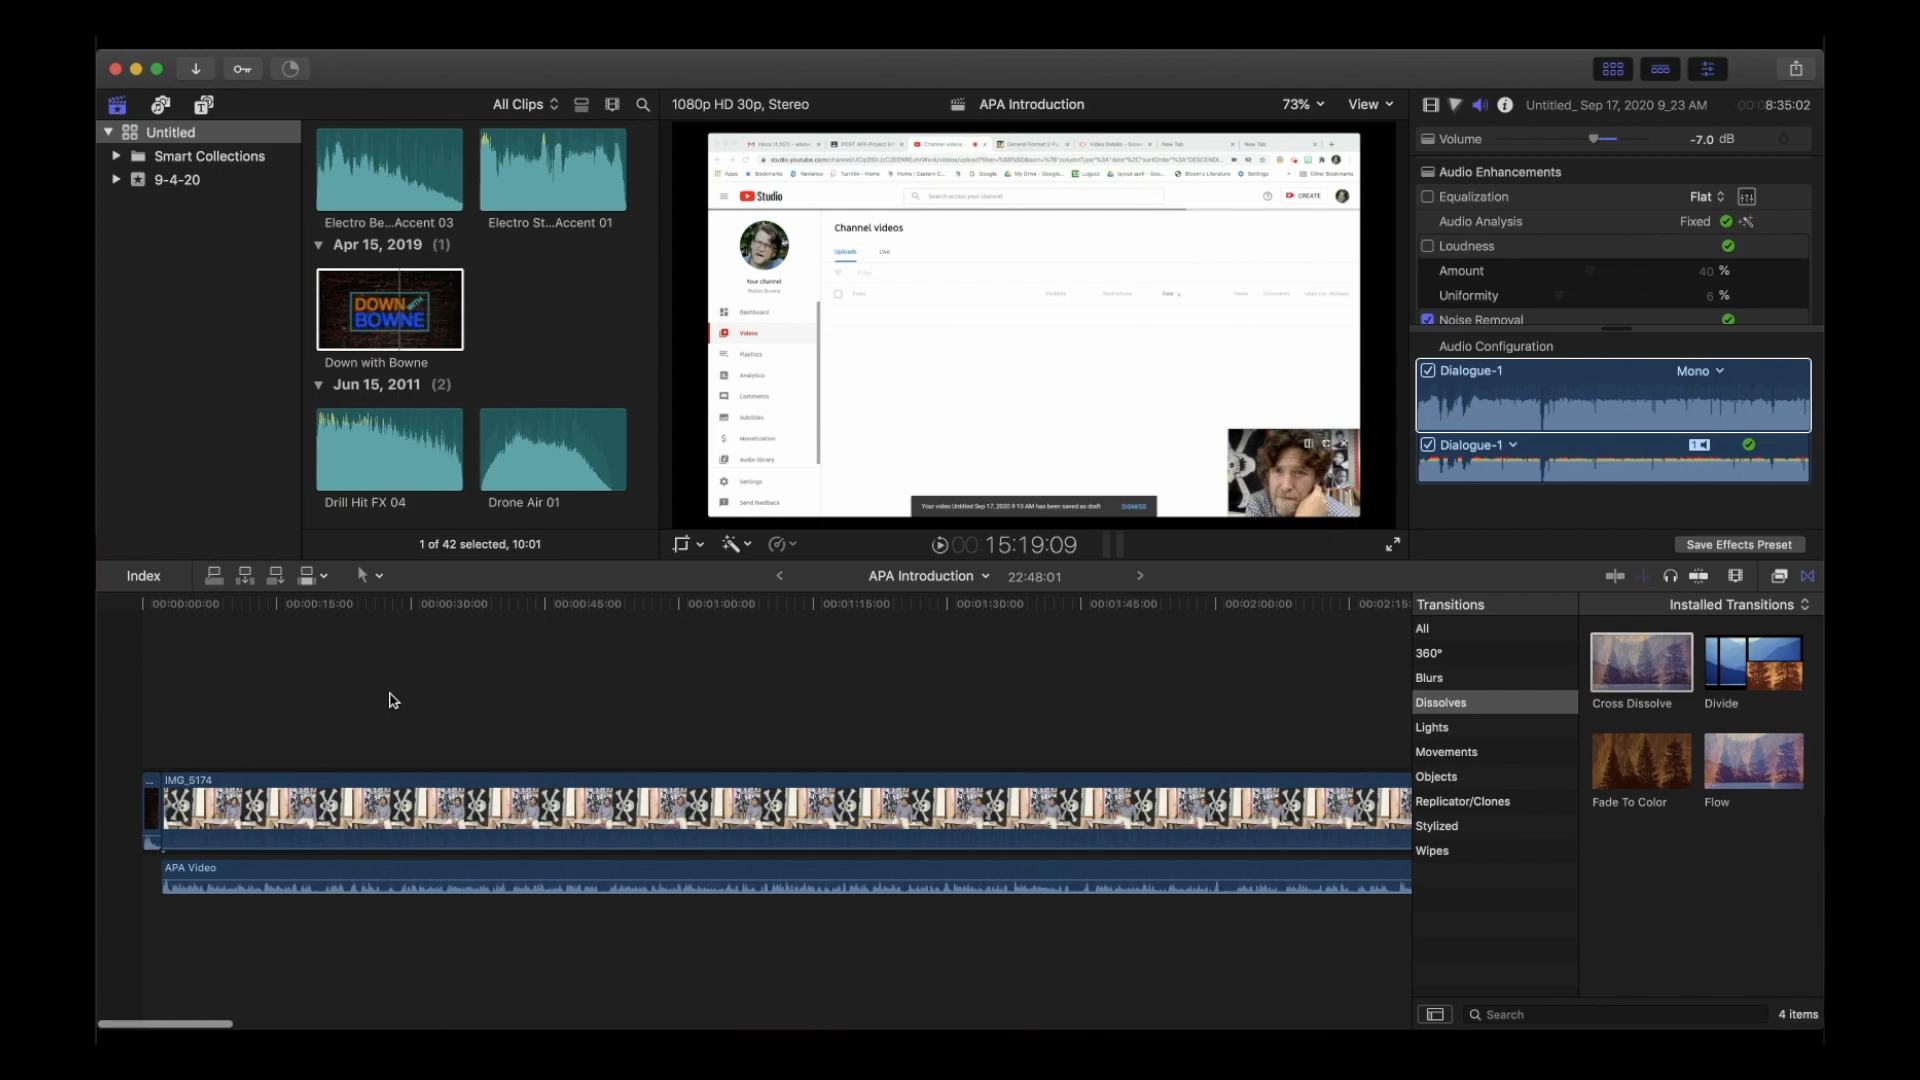 All Clips
1080p HD 30p, Stereo
APA Introduction
73%
View
Untitled_ Sep 17, 2020 9_23 AM
00:08:35:02
Untitled
Smart Collections
9-4-20
Electro Be...Accent 03
Electro St...Accent 01
Apr 15, 2019 (1)
DOWN WITH
BOWNE
Down with Bowne
Jun 15, 2011 (2)
Drill Hit FX 04
Drone Air 01
1 of 42 selected, 10:01
Studio
Search across your channel
CREATE
Channel videos
Uploads
Live
Filter
Your channel
Walter Bowne
Video
Visibility
Restrictions
Date
Views
Comments
Dashboard
Videos
Playlists
Analytics
Comments
Subtitles
Monetization
Audio library
Settings
Send feedback
Your video Untitled Sep 17, 2020 9 10 AM has been saved as draft
DISMISS
00:15:19:09
Volume
-7.0 dB
Audio Enhancements
Equalization
Flat
Audio Analysis
Fixed
Loudness
Amount
40 %
Uniformity
6 %
Noise Removal
Audio Configuration
Dialogue-1
Mono
Dialogue-1
1
Save Effects Preset
Index
APA Introduction
22:48:01
00:00:00:00
00:00:15:00
00:00:30:00
00:00:45:00
00:01:00:00
00:01:15:00
00:01:30:00
00:01:45:00
00:02:00:00
00:02:15:
... IMG_5174
APA Video
Transitions
Installed Transitions
All
360°
Blurs
Dissolves
Lights
Movements
Objects
Replicator/Clones
Stylized
Wipes
Cross Dissolve
Divide
Fade To Color
Flow
Search
4 items